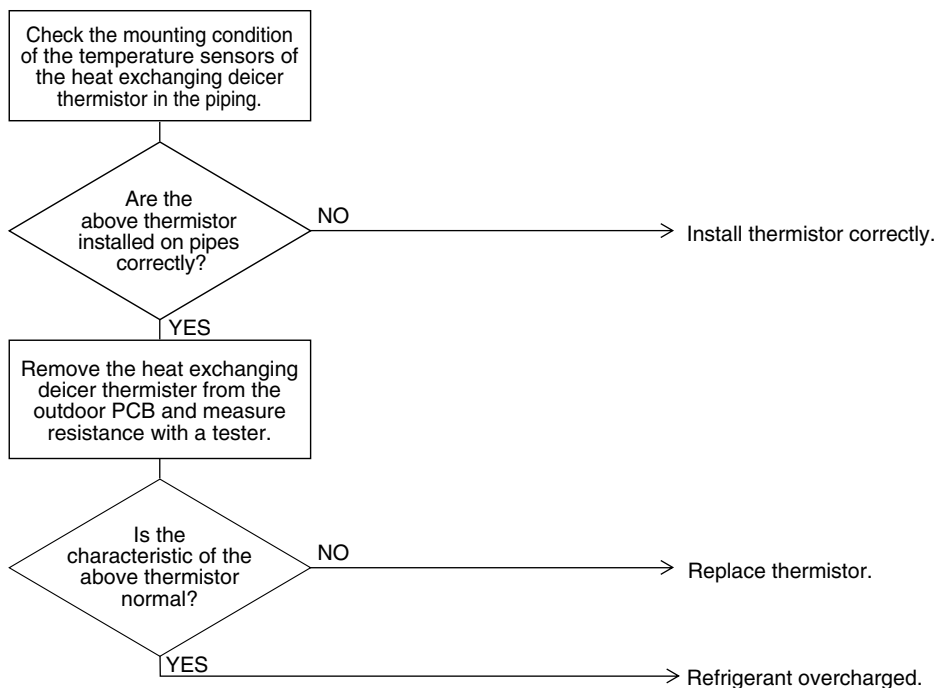 Check the mounting condition
of the temperature sensors of
the heat exchanging deicer
thermistor in the piping.
Are the
above thermistor
installed on pipes
correctly?
NO
Install thermistor correctly.
YES
Remove the heat exchanging
deicer thermister from the
outdoor PCB and measure
resistance with a tester.
Is the
characteristic of the
above thermistor
normal?
NO
Replace thermistor.
YES
Refrigerant overcharged.